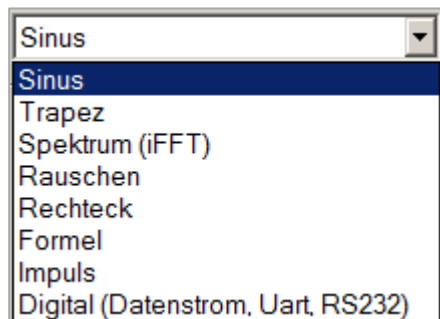 Sinus
Sinus
Trapez
Spektrum (iFFT)
Rauschen
Rechteck
Formel
Impuls
Digital (Datenstrom, Uart, RS232)